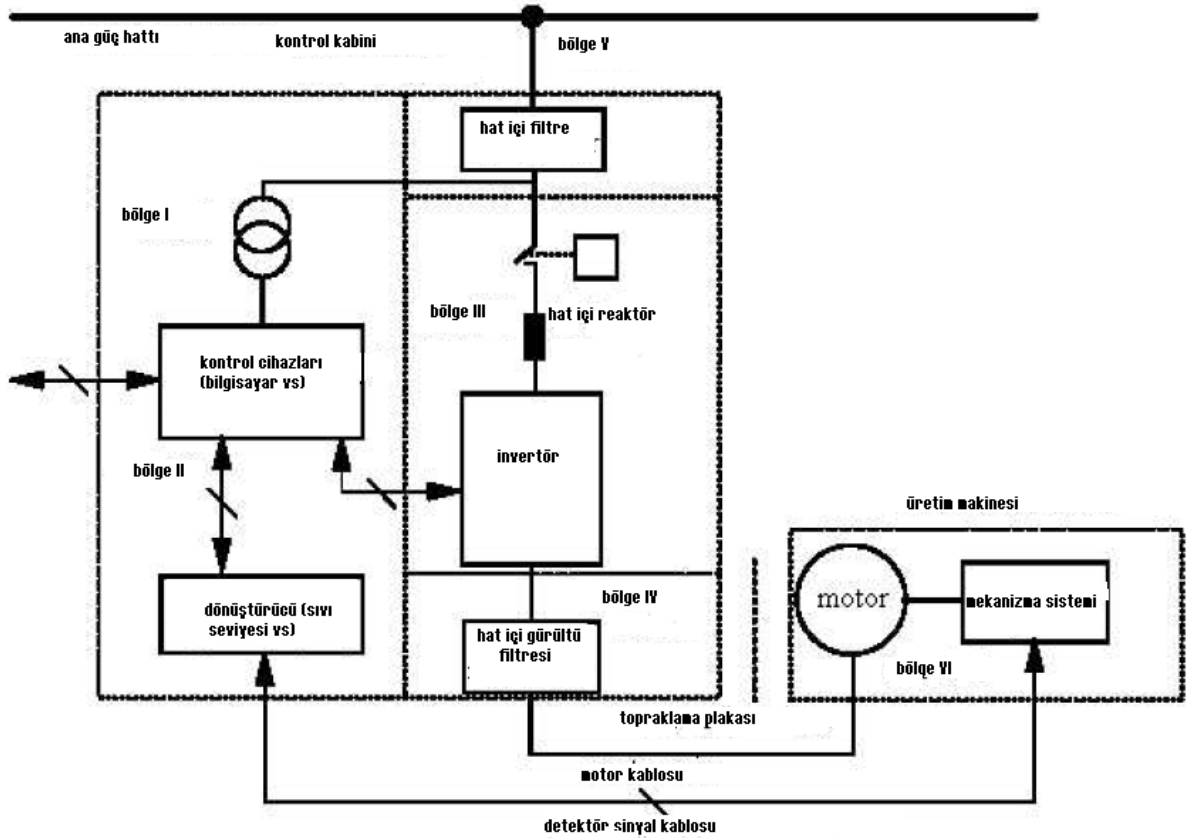 ana güç hattı
kontrol kabini
bölge V
hat içi filtre
bölge I
bölge III
hat içi reaktör
kontrol cihazları
(bilgisayar vs)
invertör
bölge II
üretim makinesi
bölge IV
motor
mekanizma sistemi
dönüştürücü (sıvı
seviyesi vs)
hat içi gürültü
filtresi
bölge VI
topraklama plakası
motor kablosu
detektör sinyal kablosu